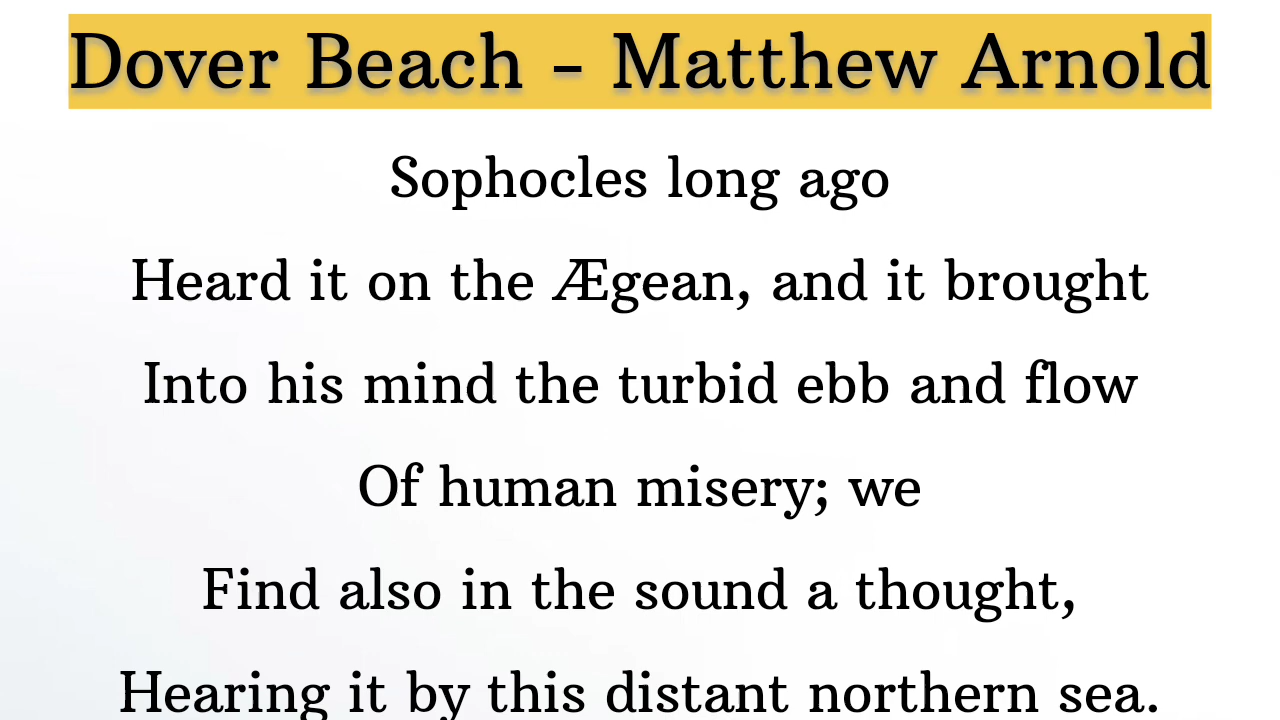 Dover Beach - Matthew Arnold
Sophocles long ago
Heard it on the Ægean, and it brought
Into his mind the turbid ebb and flow
Of human misery; we
Find also in the sound a thought,
Hearing it by this distant northern sea.